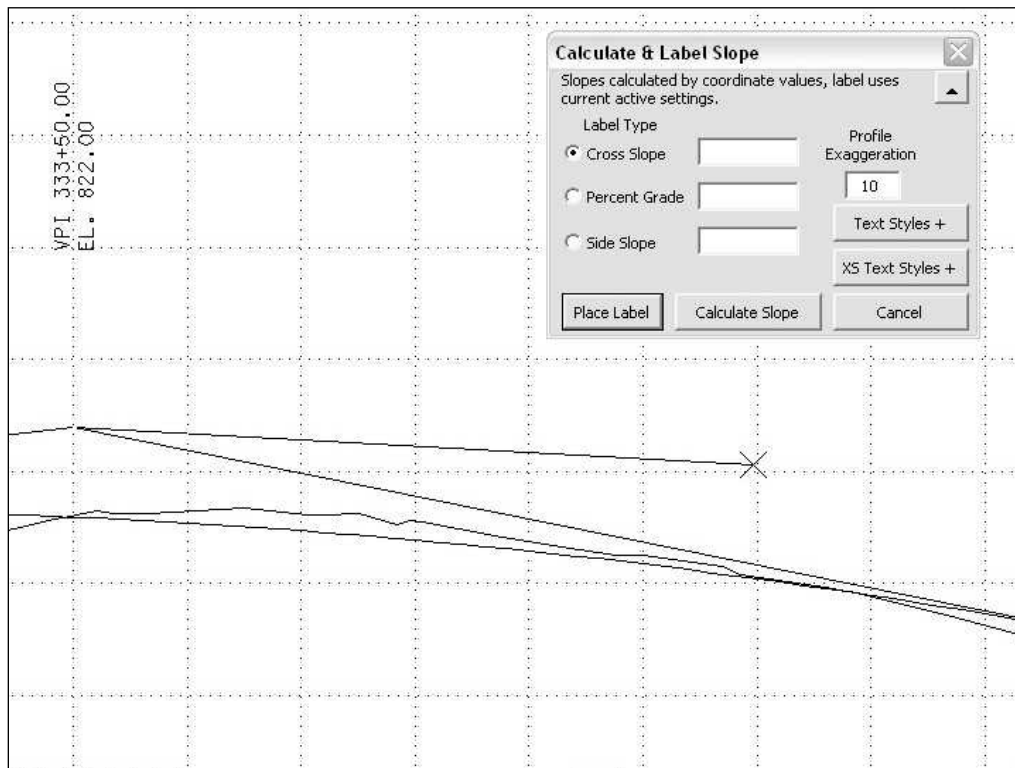 VPI 333+50.00
EL. 822.00
Calculate & Label Slope
Slopes calculated by coordinate values, label uses
current active settings.
Label Type
Cross Slope
Percent Grade
Side Slope
Profile
Exaggeration
10
Text Styles +
XS Text Styles +
Place Label
Calculate Slope
Cancel